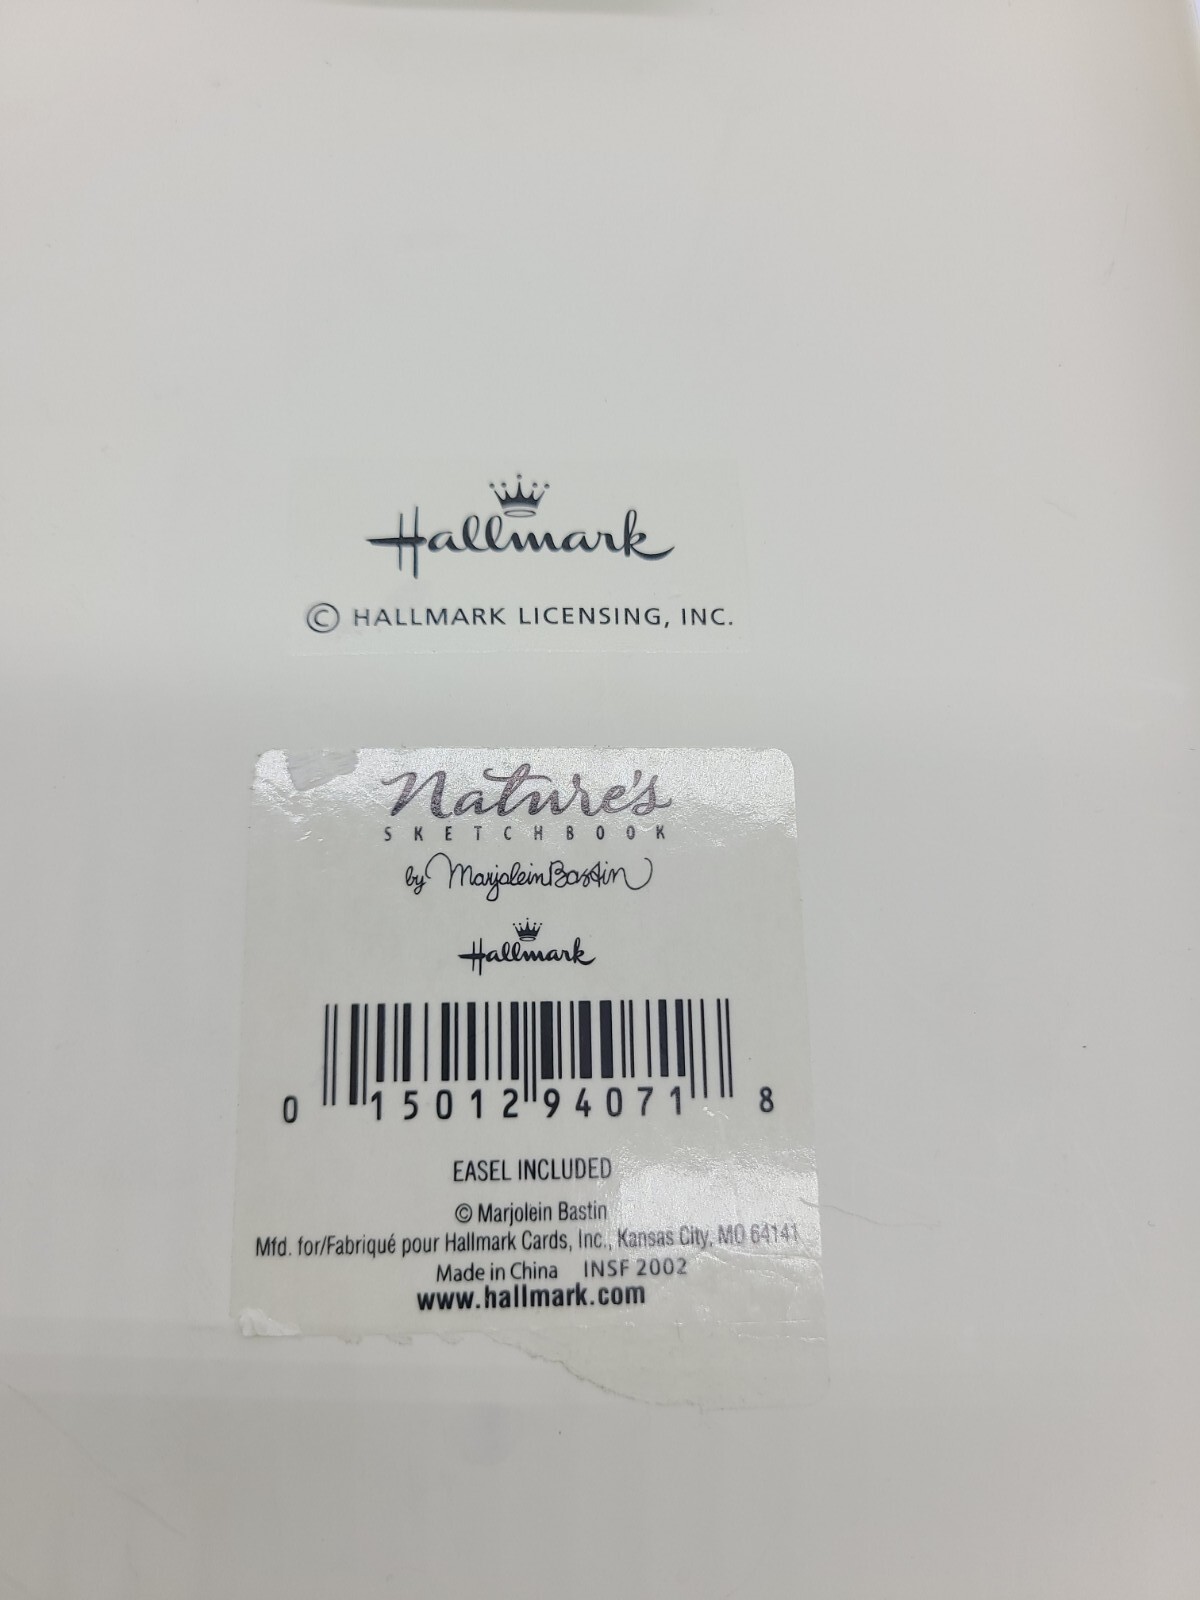 Hallmark
© HALLMARK LICENSING, INC.
Nature's
SKETCHBOOK
by Marjolein Bastin
Hallmark
0 15012 94071 8
EASEL INCLUDED
© Marjolein Bastin
Mfd. for/Fabriqué pour Hallmark Cards, Inc., Kansas City, MO 64141
Made in China INSF 2002
www.hallmark.com